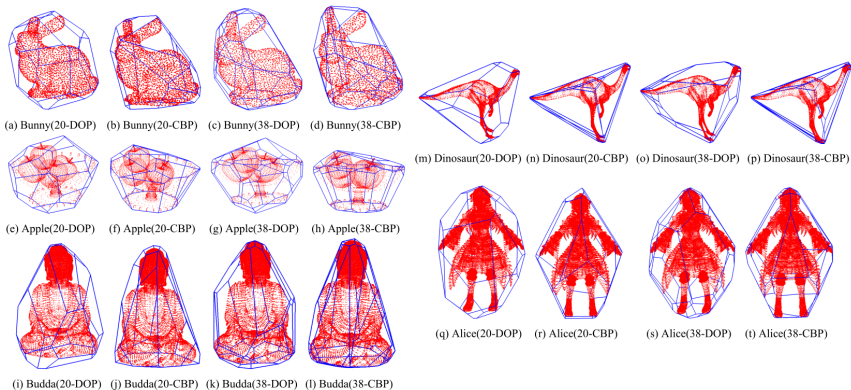 (a) Bunny(20-DOP) (b) Bunny(20-CBP) (c) Bunny(38-DOP) (d) Bunny(38-CBP)
(e) Apple(20-DOP) (f) Apple(20-CBP) (g) Apple(38-DOP) (h) Apple(38-CBP)
(i) Budda(20-DOP) (j) Budda(20-CBP) (k) Budda(38-DOP) (l) Budda(38-CBP)
(m) Dinosaur(20-DOP) (n) Dinosaur(20-CBP) (o) Dinosaur(38-DOP) (p) Dinosaur(38-CBP)
(q) Alice(20-DOP) (r) Alice(20-CBP) (s) Alice(38-DOP) (t) Alice(38-CBP)